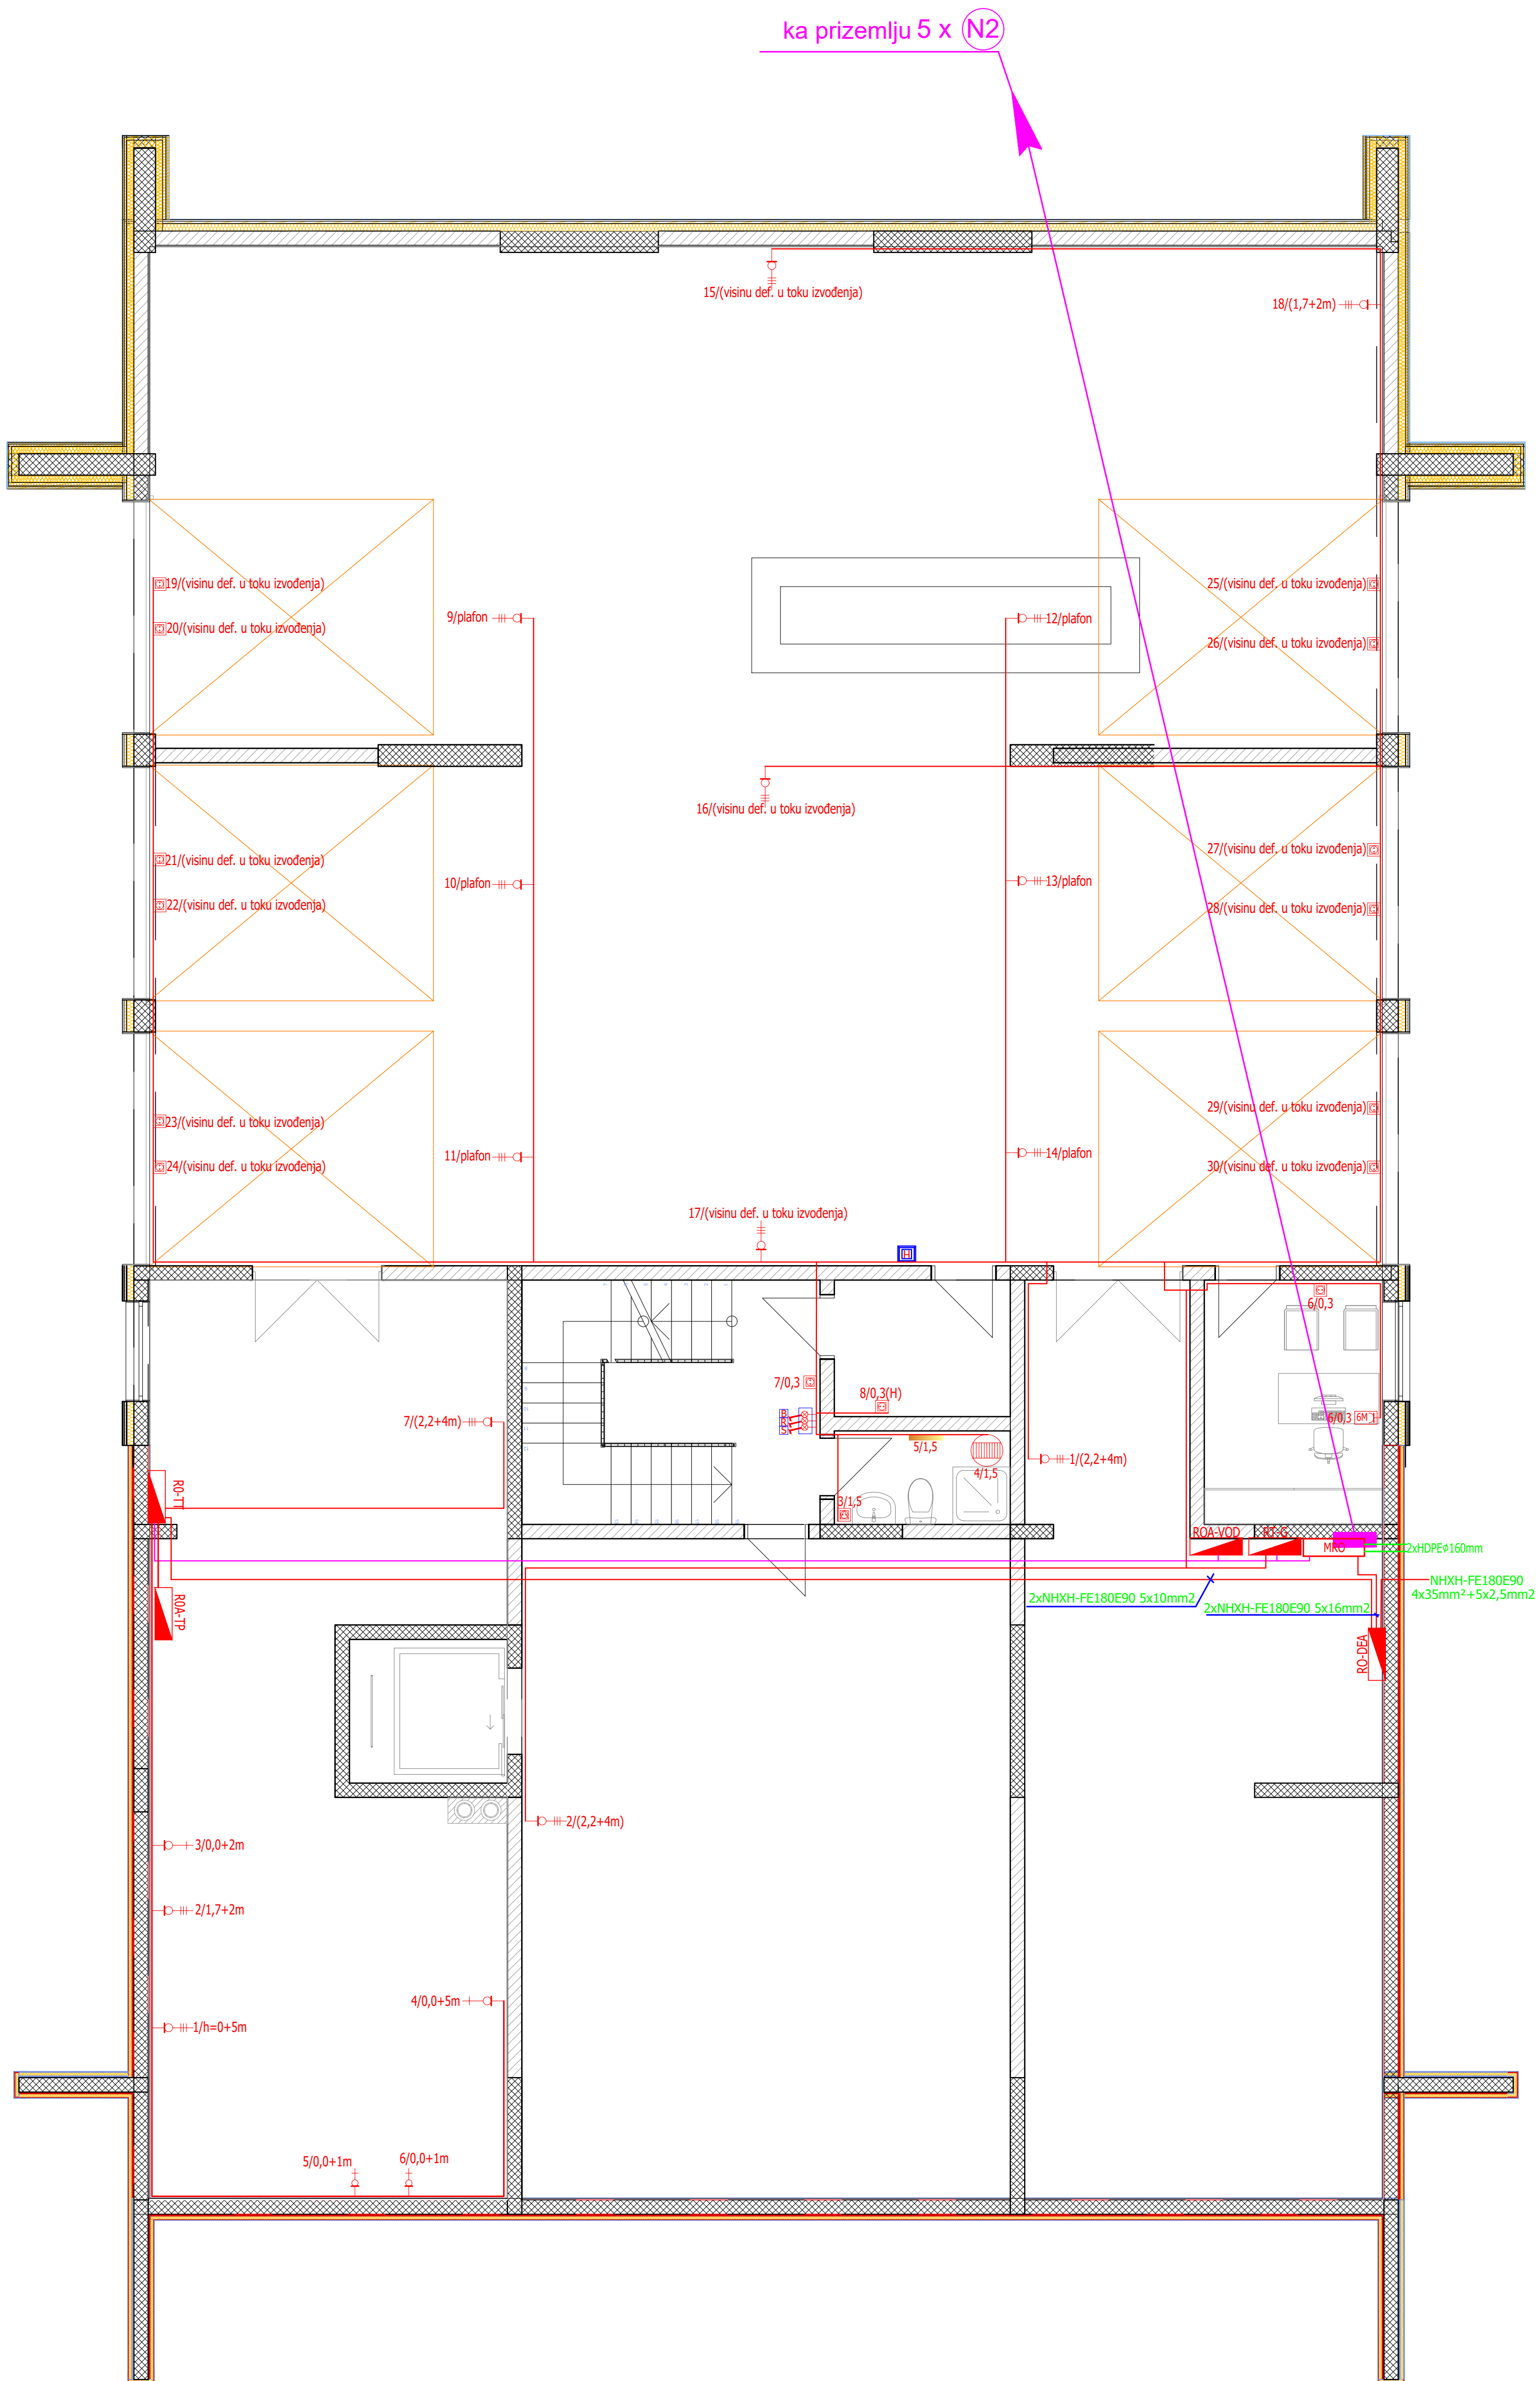 ka prizemlju 5 x N2
15/(visinu def. u toku izvođenja)
18/(1,7+2m)
19/(visinu def. u toku izvođenja)
25/(visinu def. u toku izvođenja)
9/plafon
12/plafon
20/(visinu def. u toku izvođenja)
26/(visinu def. u toku izvođenja)
16/(visinu def. u toku izvođenja)
21/(visinu def. u toku izvođenja)
27/(visinu def. u toku izvođenja)
10/plafon
13/plafon
22/(visinu def. u toku izvođenja)
28/(visinu def. u toku izvođenja)
23/(visinu def. u toku izvođenja)
29/(visinu def. u toku izvođenja)
11/plafon
14/plafon
24/(visinu def. u toku izvođenja)
30/(visinu def. u toku izvođenja)
17/(visinu def. u toku izvođenja)
H
6/0,3
7/0,3
8/0,3(H)
7/(2,2+4m)
6/0,3
6M
5/1,5
1/(2,2+4m)
4/1,5
3/1,5
RO-TT
ROA-VOD
RT-G
MRO
2xHDPEφ160mm
NHXH-FE180E90
4x35mm²+5x2,5mm2
2xNHXH-FE180E90 5x10mm2
2xNHXH-FE180E90 5x16mm2
ROA-TP
RO-DEA
2/(2,2+4m)
3/0,0+2m
2/1,7+2m
4/0,0+5m
1/h=0+5m
5/0,0+1m
6/0,0+1m